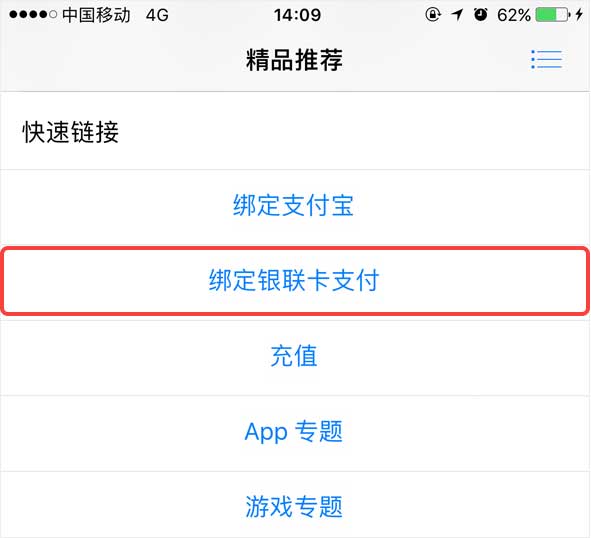 中国移动 4G 14:09 62%
精品推荐
快速链接
绑定支付宝
绑定银联卡支付
充值
App 专题
游戏专题